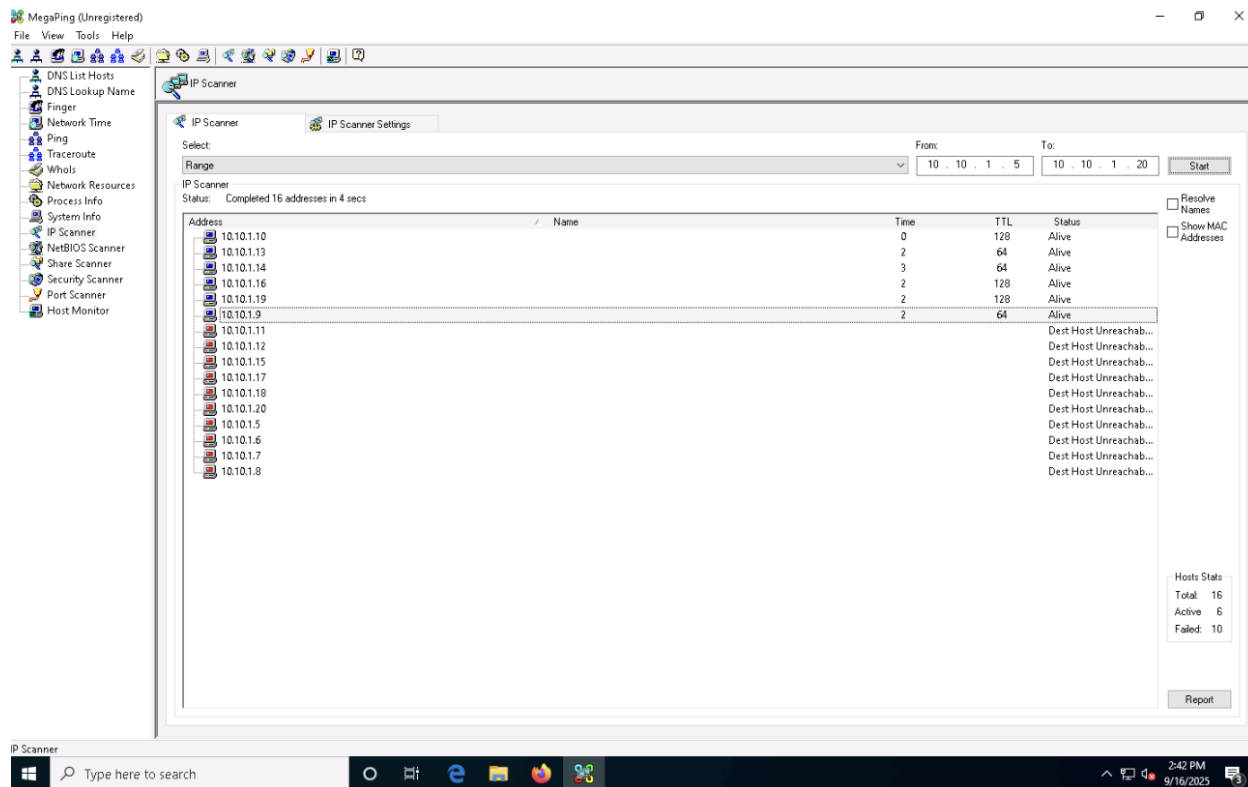 MegaPing (Unregistered)
File View Tools Help
DNS List Hosts
DNS Lookup Name
Finger
Network Time
Ping
Traceroute
WhoIs
Network Resources
Process Info
System Info
IP Scanner
NetBIOS Scanner
Share Scanner
Security Scanner
Port Scanner
Host Monitor
IP Scanner
IP Scanner IP Scanner Settings
Select: From: To:
Range 10 . 10 . 1 . 5 10 . 10 . 1 . 20 Start
IP Scanner
Status: Completed 16 addresses in 4 secs
Resolve Names
Show MAC Addresses
Address Name Time TTL Status
10.10.1.10 0 128 Alive
10.10.1.13 2 64 Alive
10.10.1.14 3 64 Alive
10.10.1.16 2 128 Alive
10.10.1.19 2 128 Alive
10.10.1.9 2 64 Alive
10.10.1.11 Dest Host Unreachab...
10.10.1.12 Dest Host Unreachab...
10.10.1.15 Dest Host Unreachab...
10.10.1.17 Dest Host Unreachab...
10.10.1.18 Dest Host Unreachab...
10.10.1.20 Dest Host Unreachab...
10.10.1.5 Dest Host Unreachab...
10.10.1.6 Dest Host Unreachab...
10.10.1.7 Dest Host Unreachab...
10.10.1.8 Dest Host Unreachab...
Hosts Stats
Total: 16
Active 6
Failed: 10
Report
IP Scanner
Type here to search
2:42 PM
9/16/2025
3